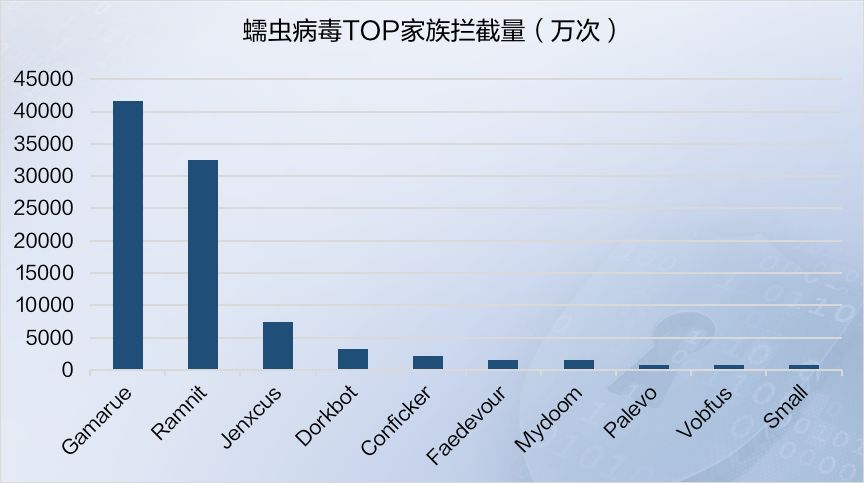 蠕虫病毒TOP家族拦截量（万次）
45000
40000
35000
30000
25000
20000
15000
10000
5000
0
Gamarue
Ramnit
Jenxcus
Dorkbot
Conficker
Faedevour
Mydoom
Palevo
Vobfus
Small